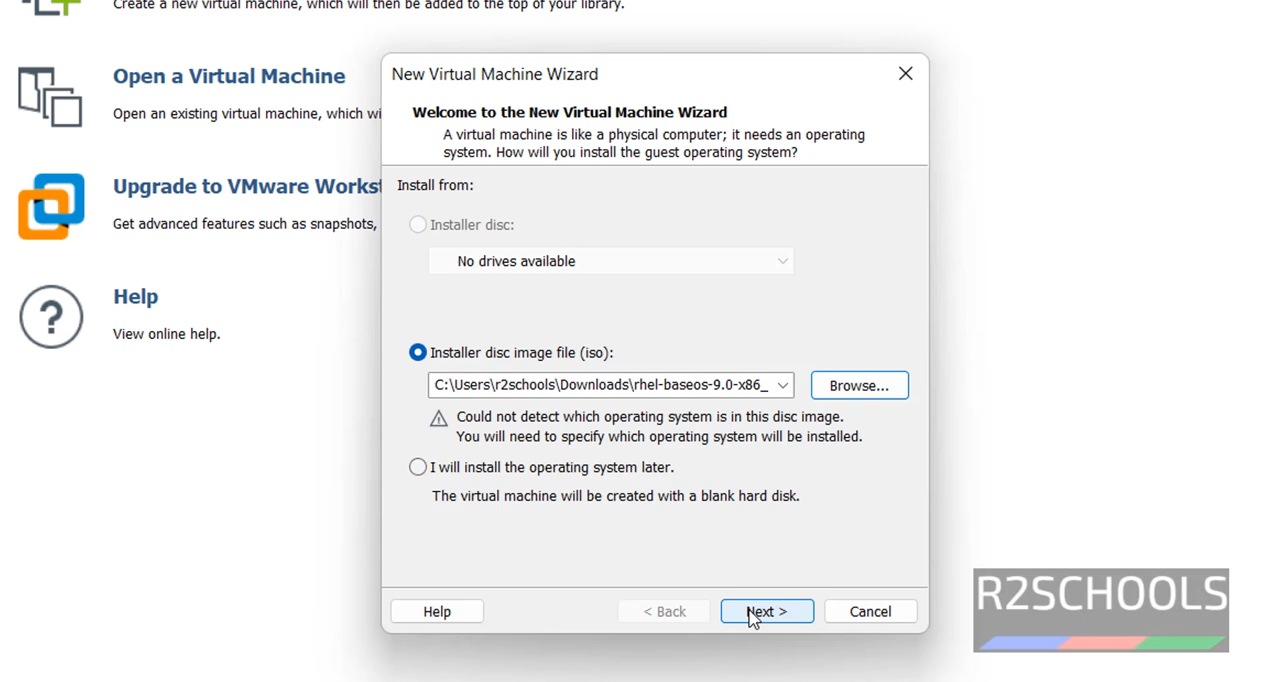 Create a new virtual machine, which will then be added to the top of your library.
Open a Virtual Machine
Open an existing virtual machine, which wi
Upgrade to VMware Workst
Get advanced features such as snapshots,
Help
View online help.
New Virtual Machine Wizard
Welcome to the New Virtual Machine Wizard
A virtual machine is like a physical computer; it needs an operating
system. How will you install the guest operating system?
Install from:
Installer disc:
No drives available
Installer disc image file (iso):
C:\Users\r2schools\Downloads\rhel-baseos-9.0-x86_
Browse...
Could not detect which operating system is in this disc image.
You will need to specify which operating system will be installed.
I will install the operating system later.
The virtual machine will be created with a blank hard disk.
Help
< Back
Next >
Cancel
R2SCHOOLS